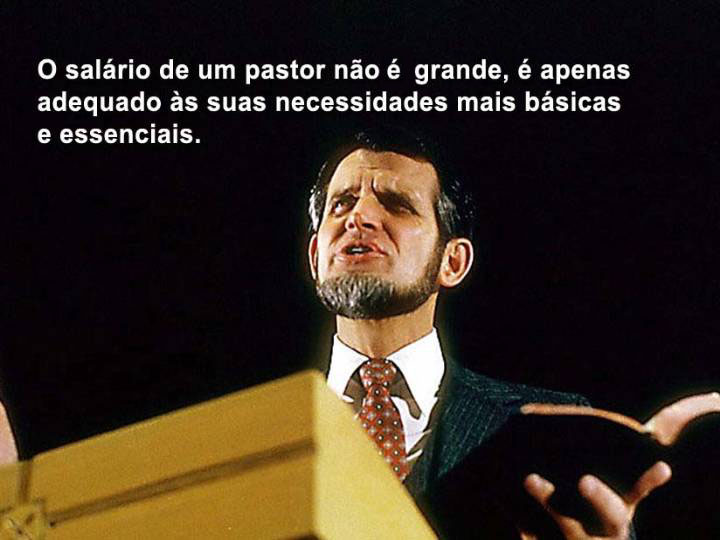 O salário de um pastor não é grande, é apenas
adequado às suas necessidades mais básicas
e essenciais.